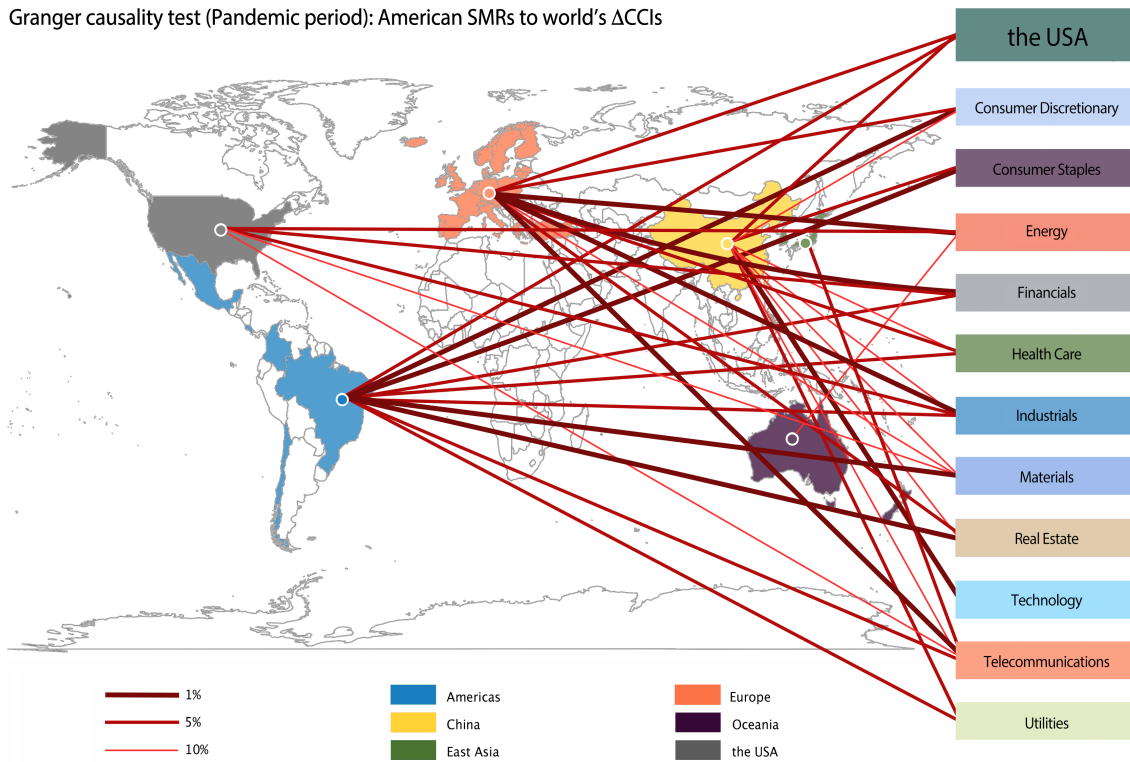 Granger causality test (Pandemic period): American SMRs to world's ΔCCIs
the USA
Consumer Discretionary
Consumer Staples
Energy
Financials
Health Care
Industrials
Materials
Real Estate
Technology
Telecommunications
Utilities
1%
5%
10%
Americas
China
East Asia
Europe
Oceania
the USA